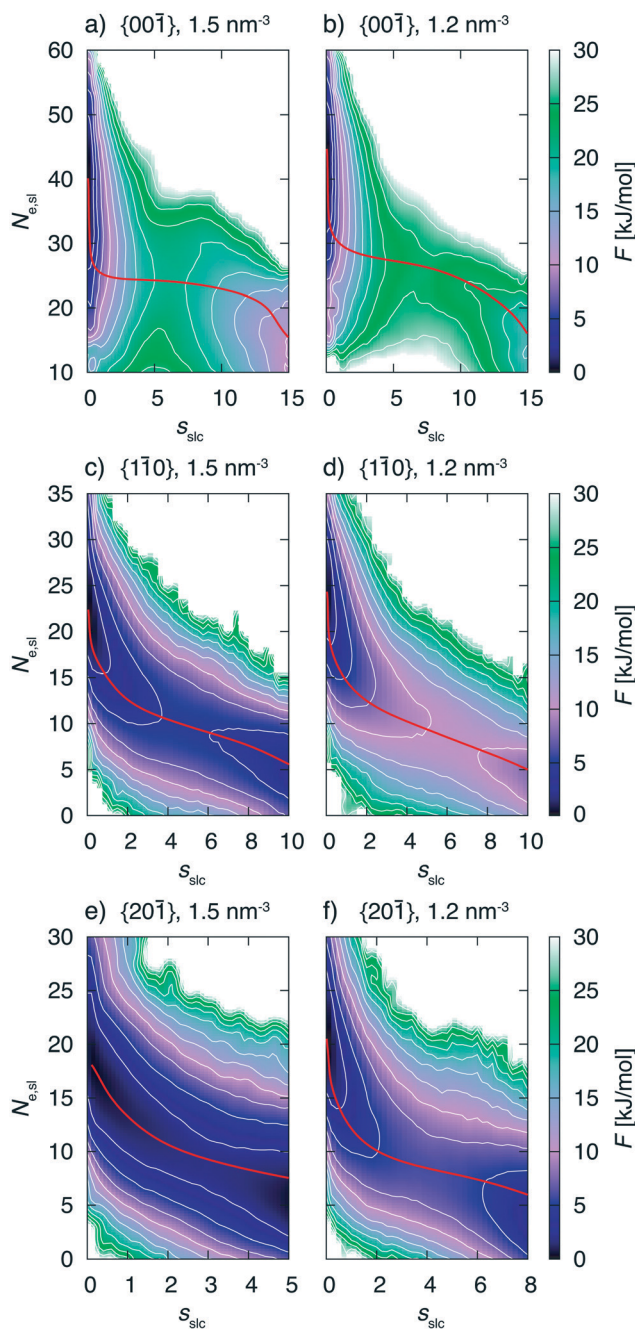 a) {001̄}, 1.5 nm⁻³
b) {001̄}, 1.2 nm⁻³
60
50
40
30
20
10
Nₑ,ₛₗ
0 5 10 15
s_slc
0 5 10 15
s_slc
30
25
20
15
10
5
0
F [kJ/mol]
c) {11̄0}, 1.5 nm⁻³
d) {11̄0}, 1.2 nm⁻³
35
30
25
20
15
10
5
0
Nₑ,ₛₗ
0 2 4 6 8 10
s_slc
0 2 4 6 8 10
s_slc
30
25
20
15
10
5
0
F [kJ/mol]
e) {201̄}, 1.5 nm⁻³
f) {201̄}, 1.2 nm⁻³
30
25
20
15
10
5
0
Nₑ,ₛₗ
0 1 2 3 4 5
s_slc
0 2 4 6 8
s_slc
30
25
20
15
10
5
0
F [kJ/mol]